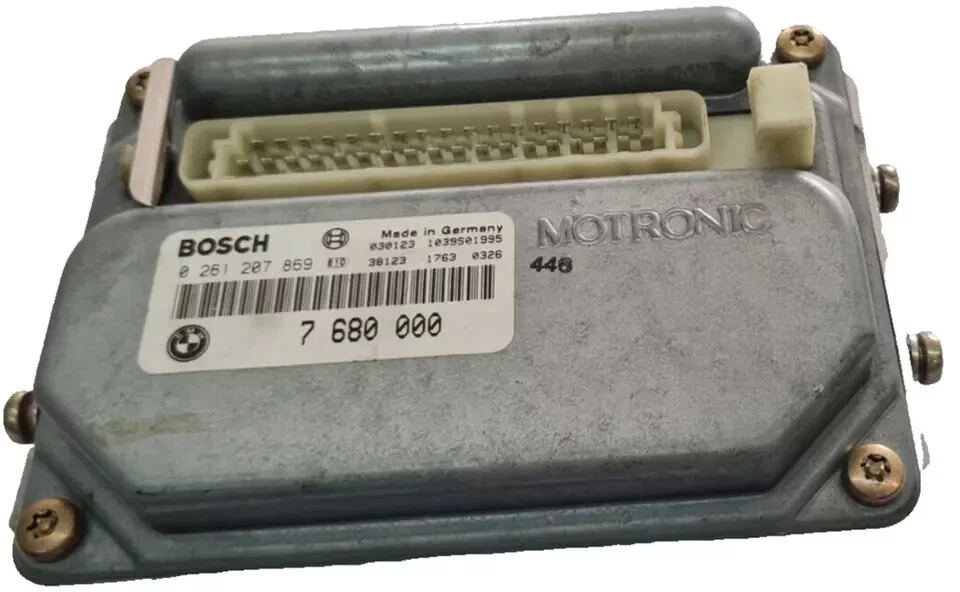 MOTRONIC
446
BOSCH
Made in Germany
030123 1039S01995
0 261 207 869 38123 1763 0326
7 680 000